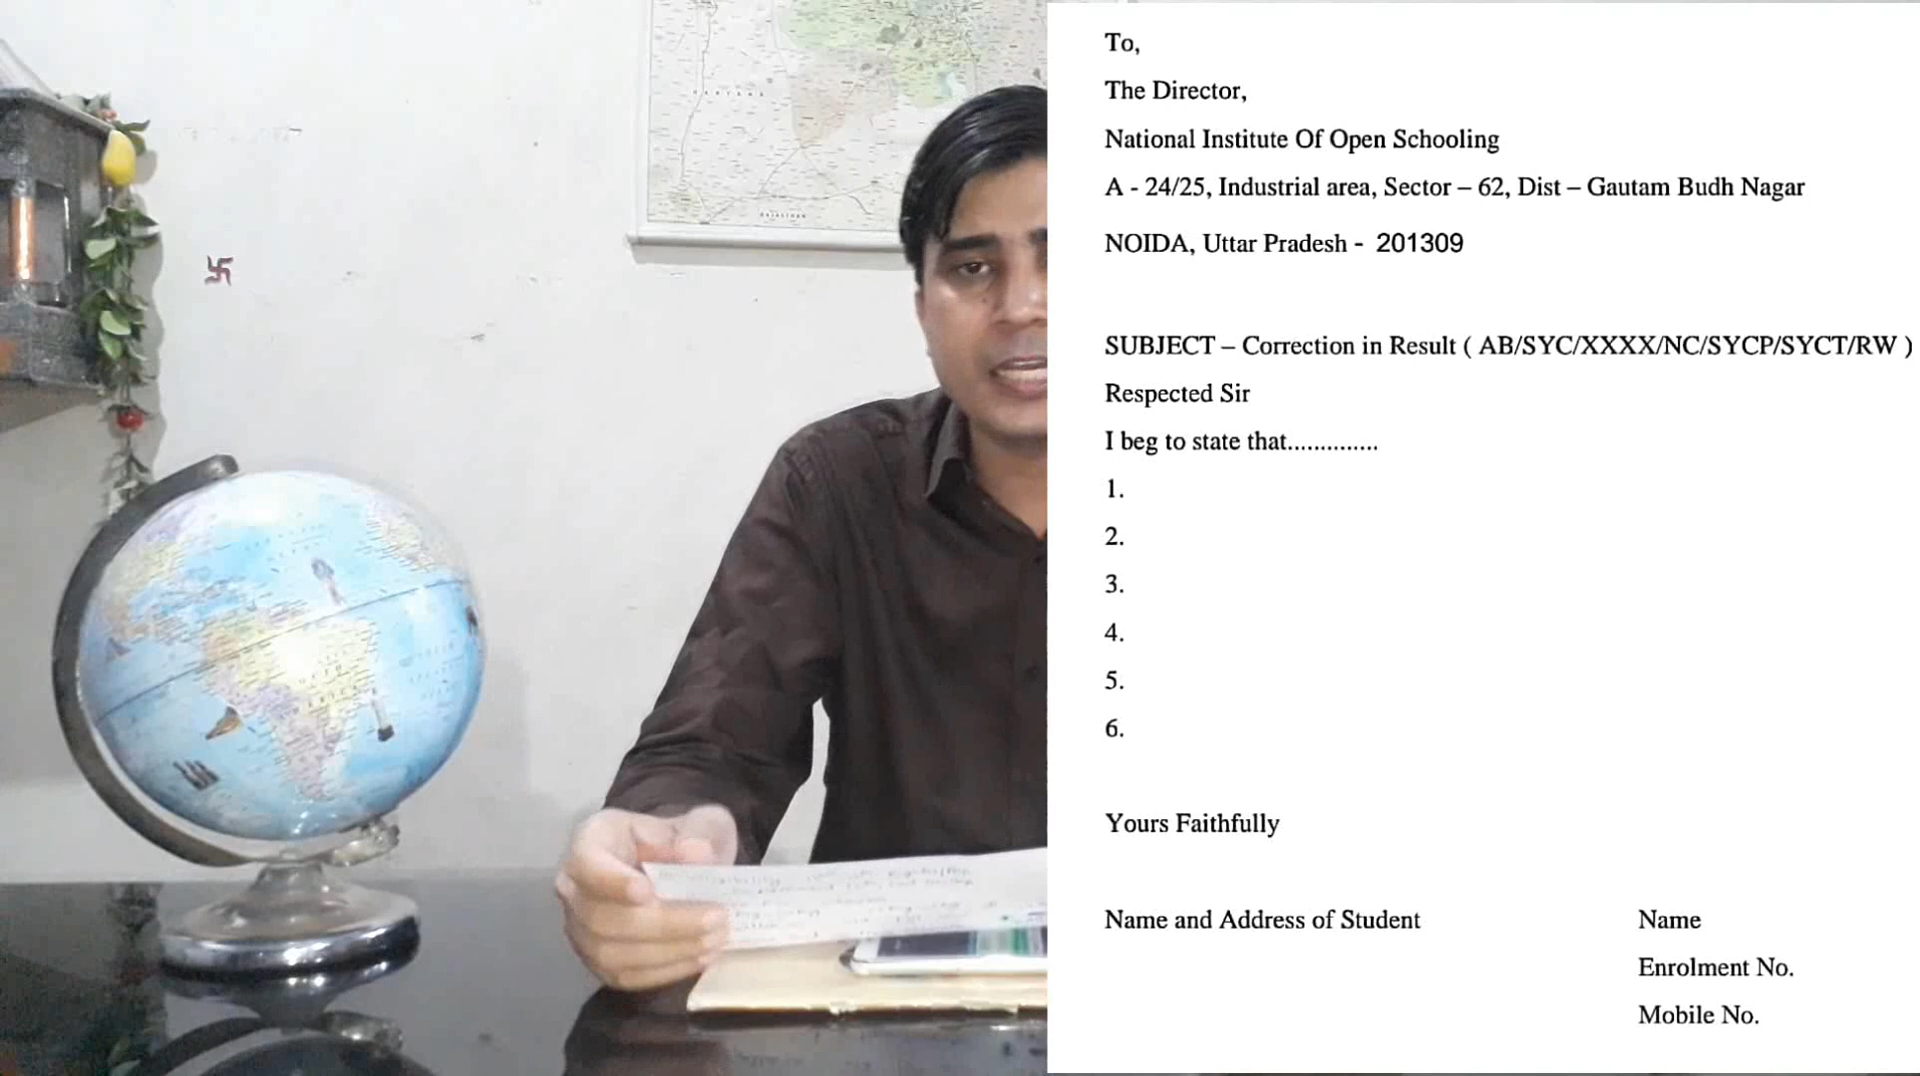 To,
The Director,
National Institute Of Open Schooling
A - 24/25, Industrial area, Sector – 62, Dist – Gautam Budh Nagar
NOIDA, Uttar Pradesh - 201309
SUBJECT – Correction in Result ( AB/SYC/XXXX/NC/SYCP/SYCT/RW )
Respected Sir
I beg to state that..............
1.
2.
3.
4.
5.
6.
Yours Faithfully
Name and Address of Student
Name
Enrolment No.
Mobile No.